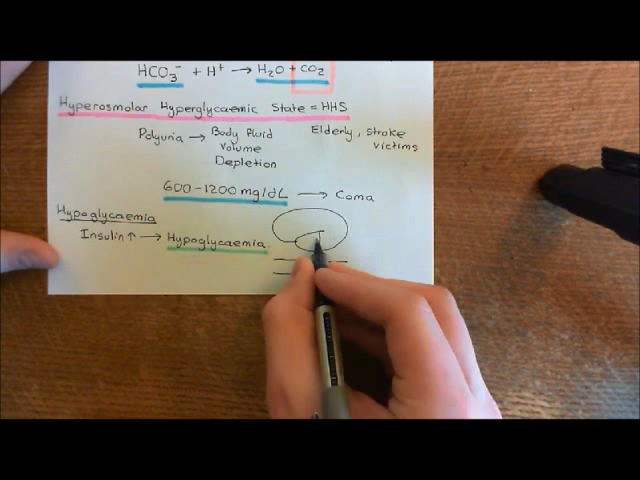 HCO₃⁻ + H⁺ → H₂O + CO₂
Hyperosmolar Hyperglycaemic State = HHS
Polyuria → Body fluid volume Depletion
Elderly, stroke victims
600-1200 mg/dL → Coma
Hypoglycaemia
Insulin ↑ → Hypoglycaemia.